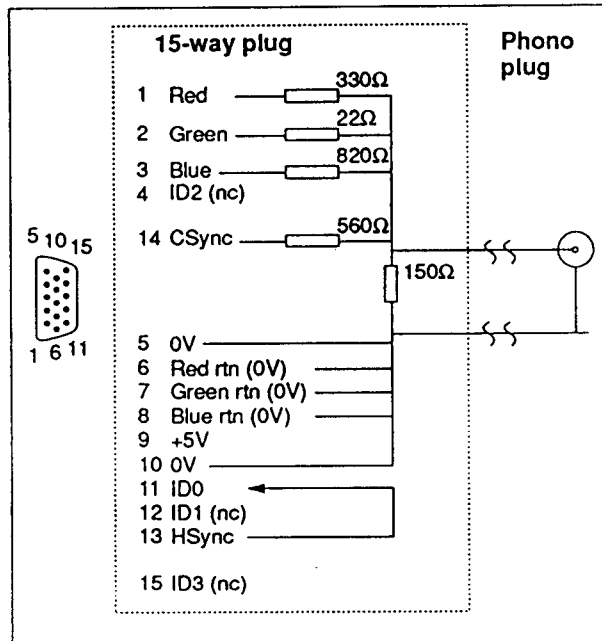 15-way plug
Phono
plug
1 Red 330Ω
2 Green 22Ω
3 Blue 820Ω
4 ID2 (nc)
14 CSync 560Ω
150Ω
5 10 15
1 6 11
5 0V
6 Red rtn (0V)
7 Green rtn (0V)
8 Blue rtn (0V)
9 +5V
10 0V
11 ID0
12 ID1 (nc)
13 HSync
15 ID3 (nc)